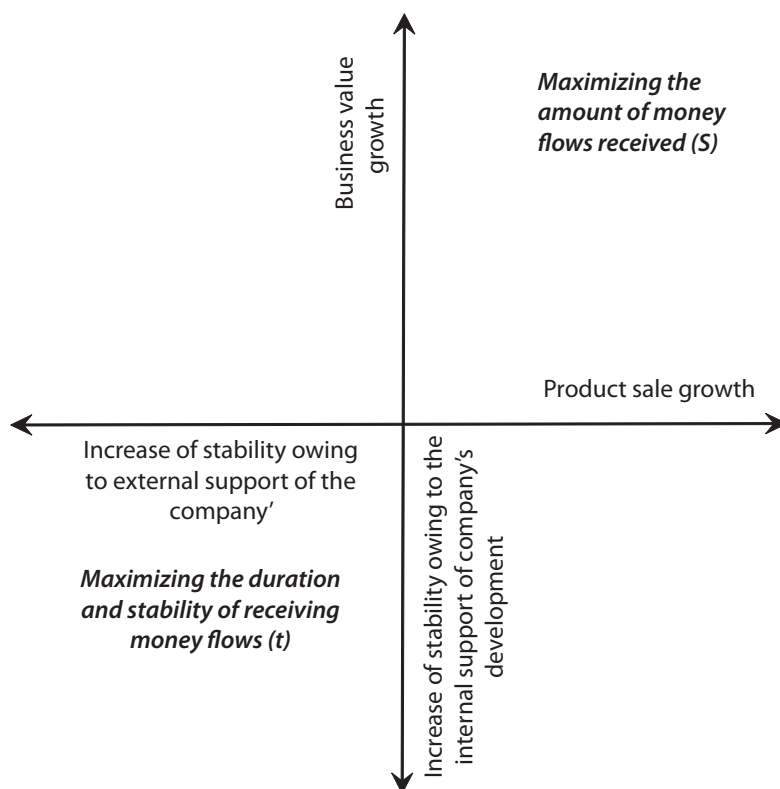 Business value
growth
Maximizing the
amount of money
flows received (S)
Product sale growth
Increase of stability owing
to external support of the
company'
Maximizing the duration
and stability of receiving
money flows (t)
Increase of stability owing to the
internal support of company's
development